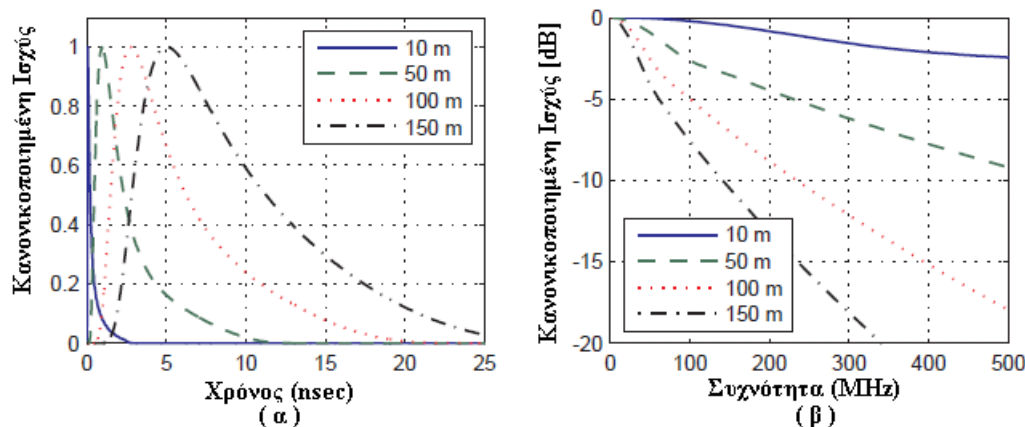 Κανονικοποιημένη Ισχύς
1
0.8
0.6
0.4
0.2
0
10 m
50 m
100 m
150 m
0 5 10 15 20 25
Χρόνος (nsec)
( α )
Κανονικοποιημένη Ισχύς [dB]
0
-5
-10
-15
-20
10 m
50 m
100 m
150 m
0 100 200 300 400 500
Συχνότητα (MHz)
( β )